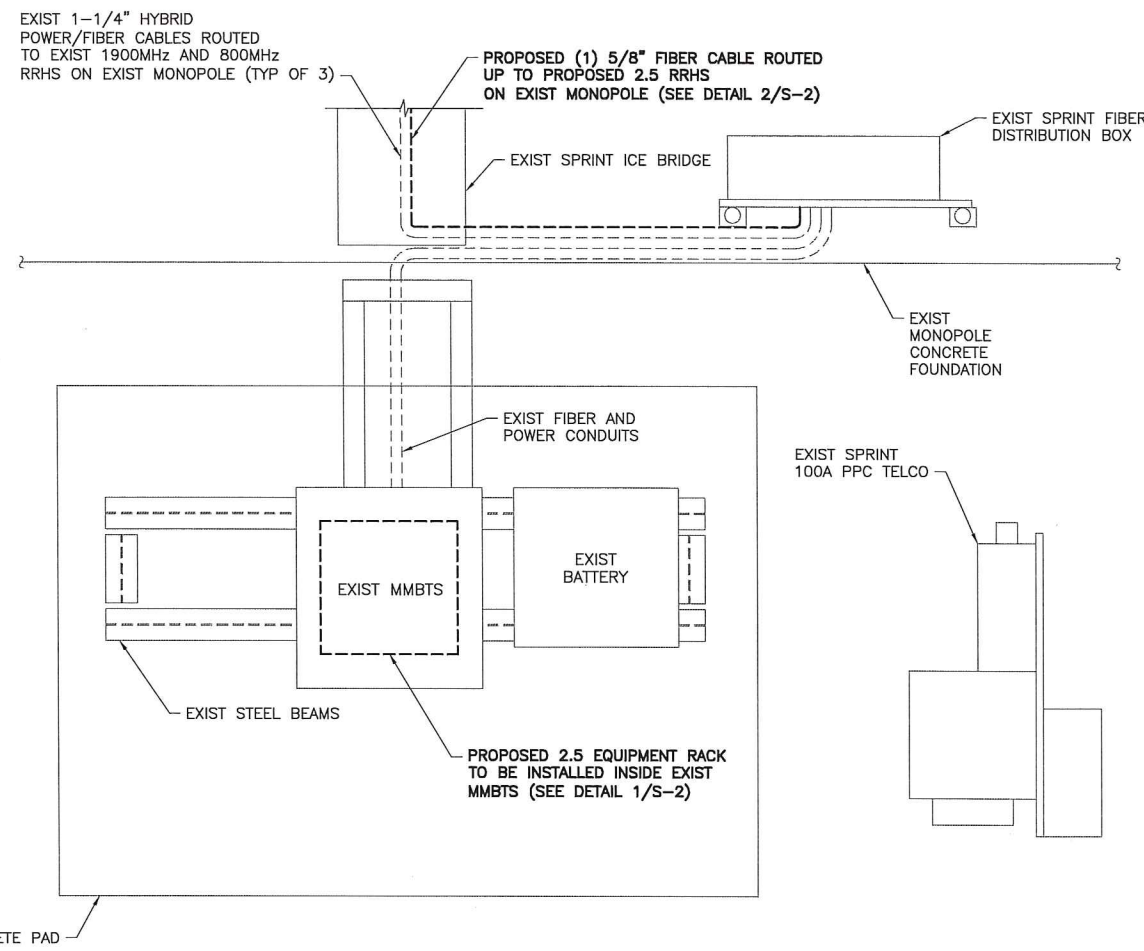 EXIST 1-1/4" HYBRID
POWER/FIBER CABLES ROUTED
TO EXIST 1900MHz AND 800MHz
RRHS ON EXIST MONOPOLE (TYP OF 3)
PROPOSED (1) 5/8" FIBER CABLE ROUTED
UP TO PROPOSED 2.5 RRHS
ON EXIST MONOPOLE (SEE DETAIL 2/S-2)
EXIST SPRINT FIBER
DISTRIBUTION BOX
EXIST SPRINT ICE BRIDGE
EXIST
MONOPOLE
CONCRETE
FOUNDATION
EXIST FIBER AND
POWER CONDUITS
EXIST SPRINT
100A PPC TELCO
EXIST
BATTERY
EXIST MMBTS
EXIST STEEL BEAMS
PROPOSED 2.5 EQUIPMENT RACK
TO BE INSTALLED INSIDE EXIST
MMBTS (SEE DETAIL 1/S-2)
PAD